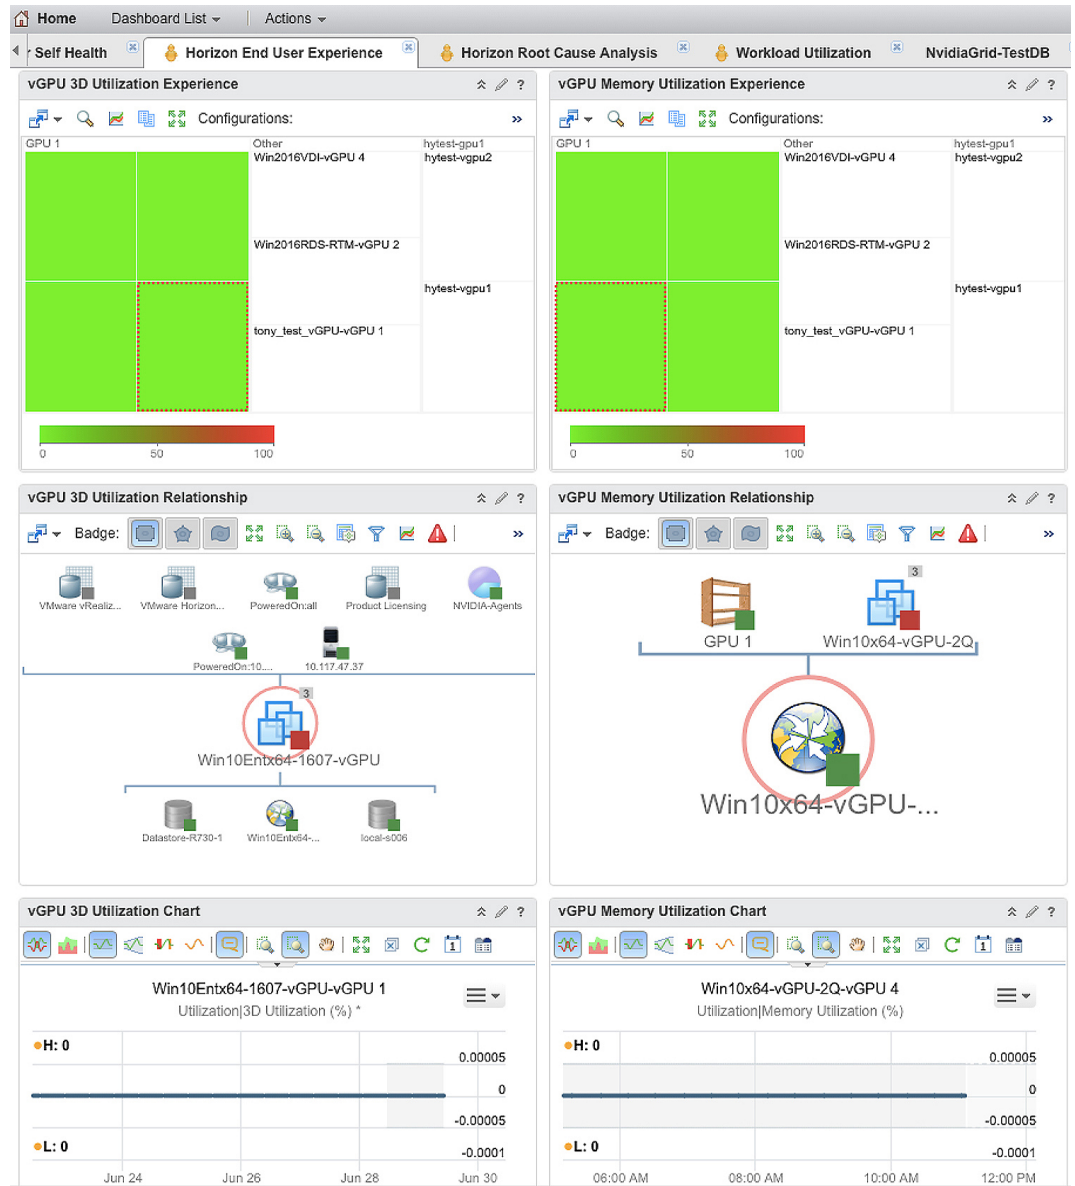 Home Dashboard List Actions
r Self Health Horizon End User Experience Horizon Root Cause Analysis Workload Utilization NvidiaGrid-TestDB
vGPU 3D Utilization Experience ?
Configurations: »
GPU 1 Other hytest-gpu1
Win2016VDI-vGPU 4 hytest-vgpu2
Win2016RDS-RTM-vGPU 2
hytest-vgpu1
tony_test_vGPU-vGPU 1
0 50 100
vGPU Memory Utilization Experience ?
Configurations: »
GPU 1 Other hytest-gpu1
Win2016VDI-vGPU 4 hytest-vgpu2
Win2016RDS-RTM-vGPU 2
hytest-vgpu1
tony_test_vGPU-vGPU 1
0 50 100
vGPU 3D Utilization Relationship ?
Badge: »
VMware vRealiz... VMware Horizon... PoweredOn:all Product Licensing NVIDIA-Agents
PoweredOn:10.... 10.117.47.37
3
Win10Entx64-1607-vGPU
Datastore-R730-1 Win10Entx64-... local-s006
vGPU Memory Utilization Relationship ?
Badge: »
3
GPU 1 Win10x64-vGPU-2Q
Win10x64-vGPU-...
vGPU 3D Utilization Chart ?
1
Win10Entx64-1607-vGPU-vGPU 1
Utilization|3D Utilization (%) *
H: 0
0.00005
0
-0.00005
L: 0
-0.0001
Jun 24 Jun 26 Jun 28 Jun 30
vGPU Memory Utilization Chart ?
1
Win10x64-vGPU-2Q-vGPU 4
Utilization|Memory Utilization (%)
H: 0
0.00005
0
-0.00005
L: 0
-0.0001
06:00 AM 08:00 AM 10:00 AM 12:00 PM